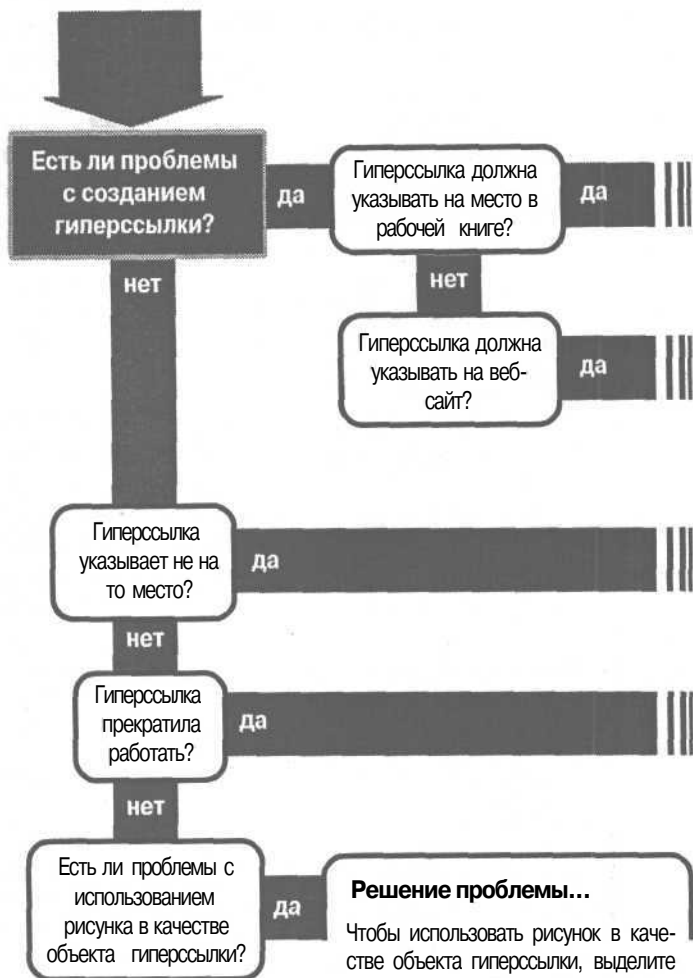 Есть ли проблемы
с созданием
гиперссылки?
да
Гиперссылка должна
указывать на место в
рабочей книге?
да
нет
нет
Гиперссылка должна
указывать на веб-
сайт?
да
Гиперссылка
указывает не на
то место?
да
нет
Гиперссылка
прекратила
работать?
да
нет
Есть ли проблемы с
использованием
рисунка в качестве
объекта гиперссылки?
да
Решение проблемы...
Чтобы использовать рисунок в каче-
стве объекта гиперссылки, выделите